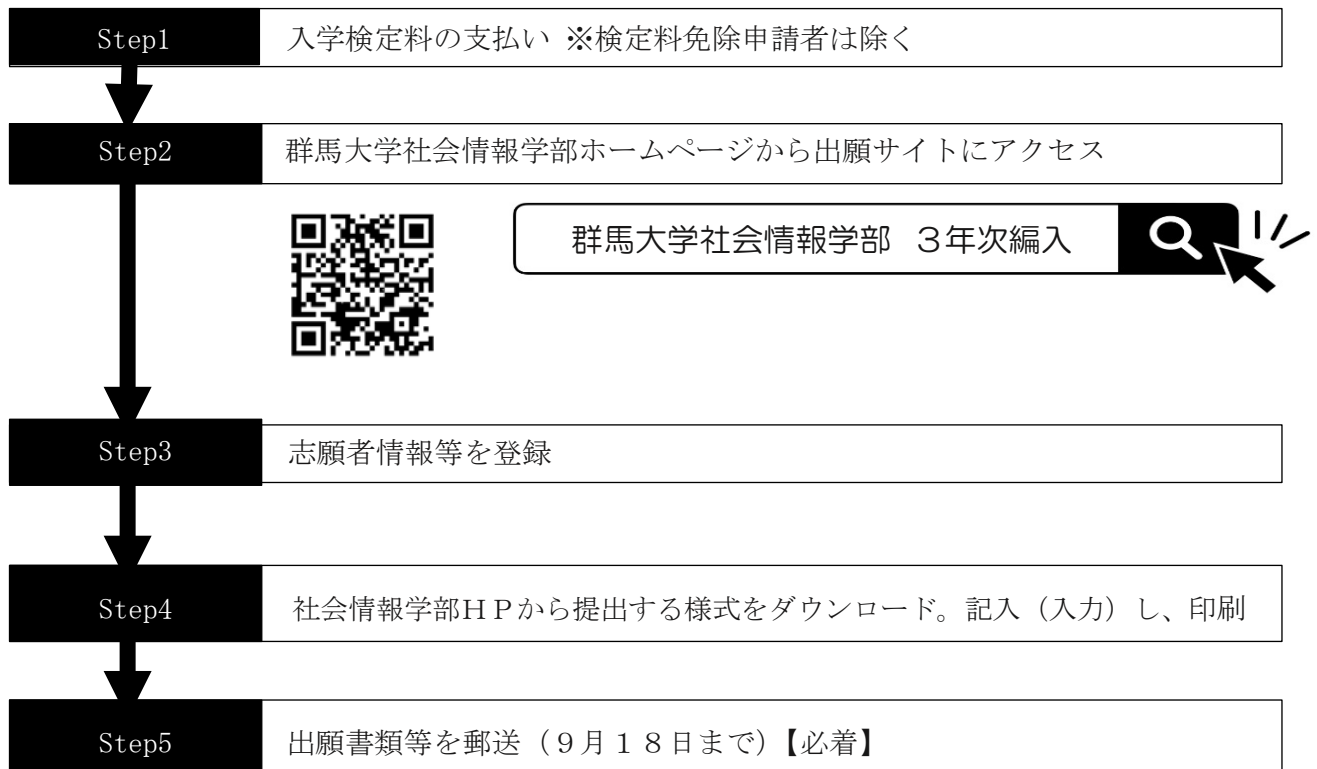 Step1 入学検定料の支払い ※検定料免除申請者は除く
Step2 群馬大学社会情報学部ホームページから出願サイトにアクセス
群馬大学社会情報学部 3年次編入
Step3 志願者情報等を登録
Step4 社会情報学部HPから提出する様式をダウンロード。記入（入力）し、印刷
Step5 出願書類等を郵送（9月18日まで）【必着】